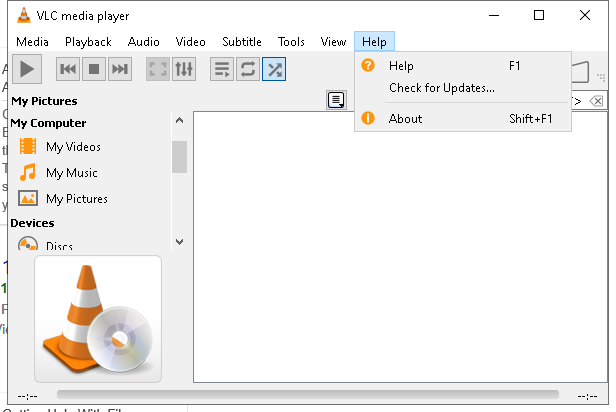 VLC media player
Media Playback Audio Video Subtitle Tools View Help
Help F1
Check for Updates...
About Shift+F1
My Pictures
My Computer
My Videos
My Music
My Pictures
Devices
Discs
--:-- --:--